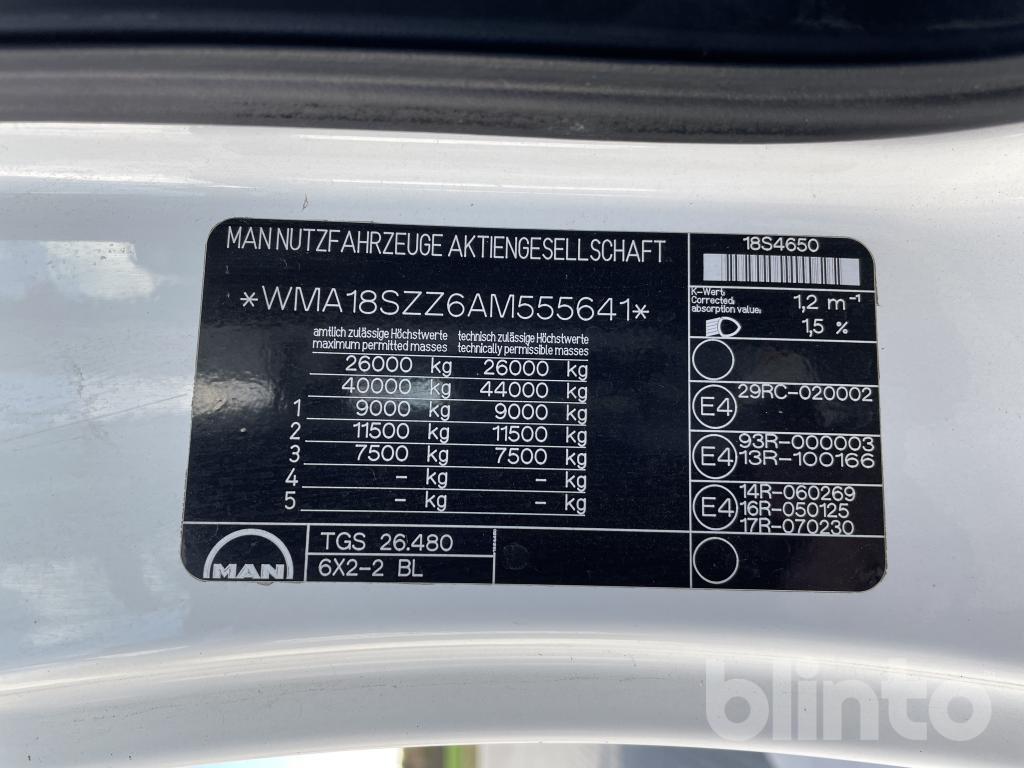 MAN NUTZFAHRZEUGE AKTIENGESELLSCHAFT
*WMA18SZZ6AM555641*
amtlich zulässige Höchstwerte technisch zulässige Höchstwerte
maximum permitted masses technically permissible masses
26000 kg 26000 kg
40000 kg 44000 kg
1 9000 kg 9000 kg
2 11500 kg 11500 kg
3 7500 kg 7500 kg
4 - kg - kg
5 - kg - kg
MAN
TGS 26.480
6X2-2 BL
18S4650
K-Wert:
Corrected
absorption value:
1,2 m⁻¹
1,5 %
E4 29RC-020002
E4 93R-000003
13R-100166
E4 14R-060269
16R-050125
17R-070230
blinto